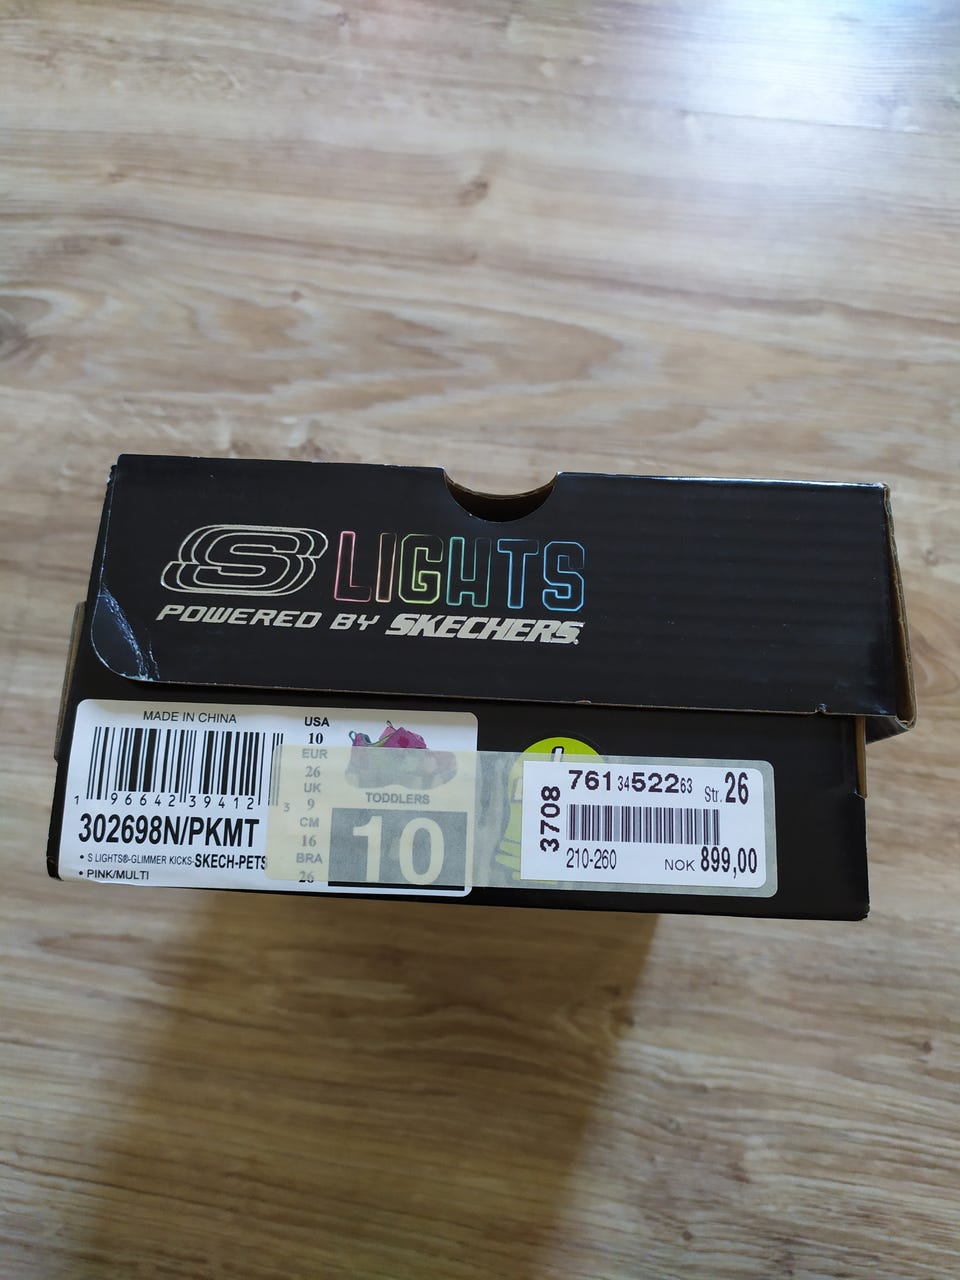 S LIGHTS
POWERED BY SKECHERS
MADE IN CHINA
1 96642 39412 3
302698N/PKMT
• S LIGHTS®-GLIMMER KICKS-SKECH-PETS
• PINK/MULTI
USA
10
EUR
26
UK
9
CM
16
BRA
26
TODDLERS
10
3708
761 34 522 63 Str. 26
210-260
NOK 899,00